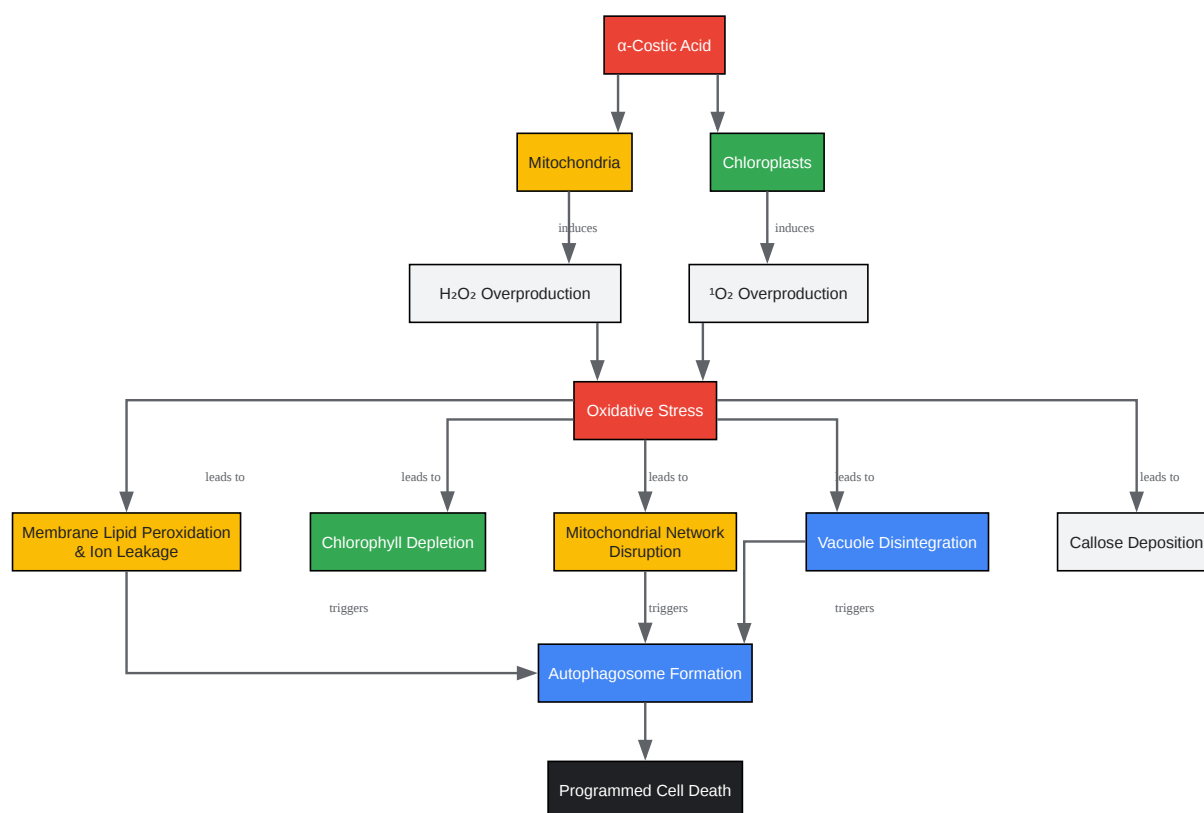 α-Costic Acid
Mitochondria
Chloroplasts
induces
induces
H₂O₂ Overproduction
¹O₂ Overproduction
Oxidative Stress
leads to
leads to
leads to
leads to
leads to
Membrane Lipid Peroxidation
& Ion Leakage
Chlorophyll Depletion
Mitochondrial Network
Disruption
Vacuole Disintegration
Callose Deposition
triggers
triggers
triggers
Autophagosome Formation
Programmed Cell Death